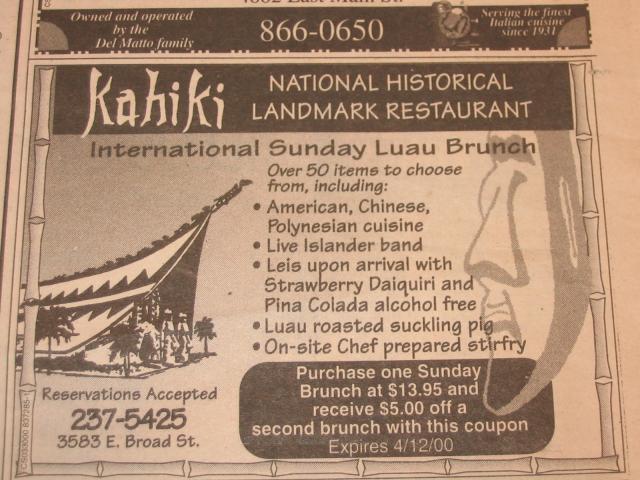 4882 East Main St.
Owned and operated
by the
Del Matto family
866-0650
Serving the finest
Italian cuisine
since 1931
Kahiki
NATIONAL HISTORICAL
LANDMARK RESTAURANT
International Sunday Luau Brunch
Over 50 items to choose
from, including:
• American, Chinese,
Polynesian cuisine
• Live Islander band
• Leis upon arrival with
Strawberry Daiquiri and
Pina Colada alcohol free
• Luau roasted suckling pig
• On-site Chef prepared stirfry
Reservations Accepted
237-5425
3583 E. Broad St.
Purchase one Sunday
Brunch at $13.95 and
receive $5.00 off a
second brunch with this coupon
Expires 4/12/00